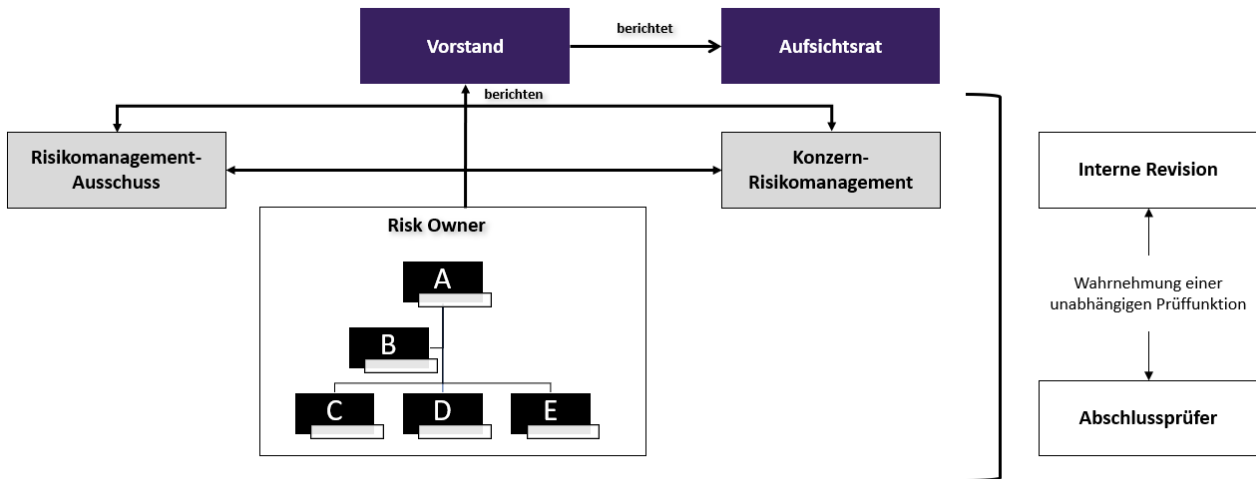 Vorstand
berichtet
Aufsichtsrat
berichten
Risikomanagement-
Ausschuss
Konzern-
Risikomanagement
Interne Revision
Risk Owner
A
B
C
D
E
Wahrnehmung einer
unabhängigen Prüffunktion
Abschlussprüfer